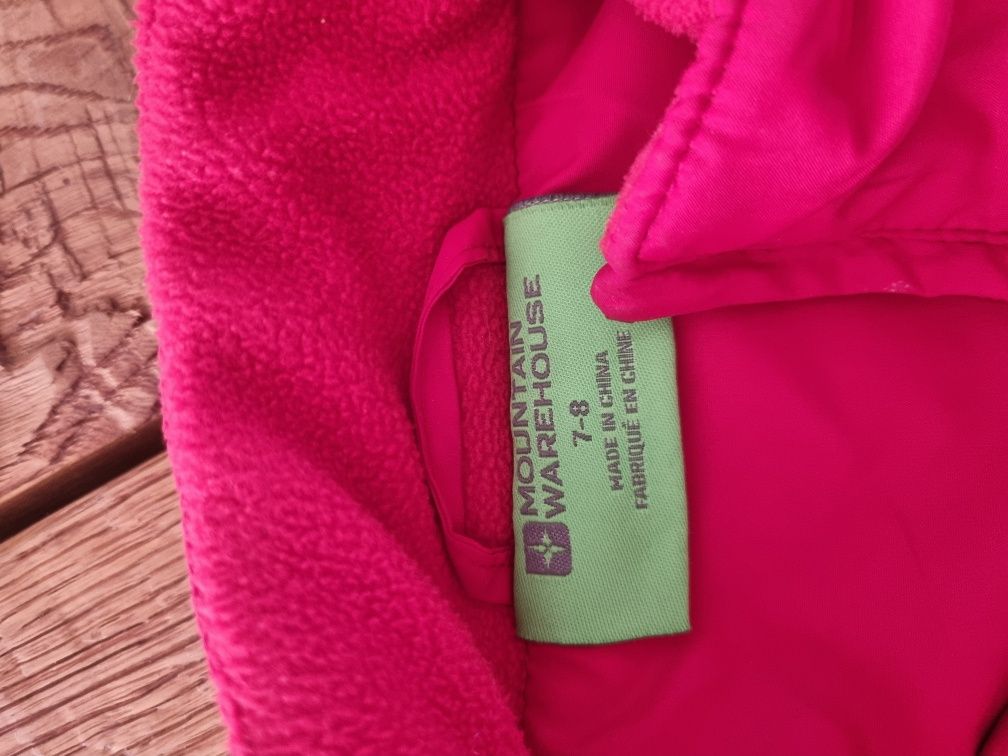 MOUNTAIN
WAREHOUSE
7-8
MADE IN CHINA
FABRIQUÉ EN CHINE